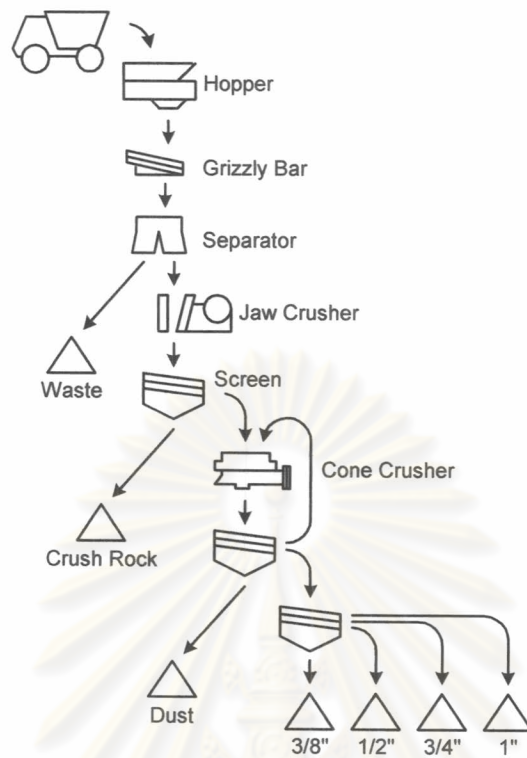 Hopper
Grizzly Bar
Separator
Jaw Crusher
Waste
Screen
Cone Crusher
Crush Rock
Dust
3/8" 1/2" 3/4" 1"